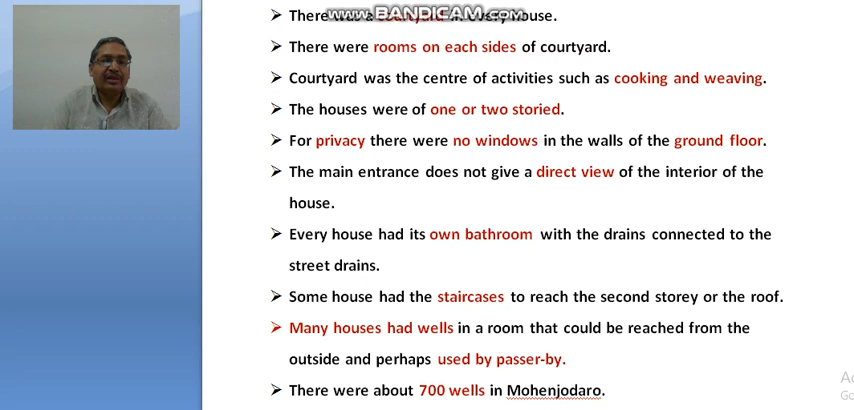 www.BANDICAM.com
There was a courtyard in every house.
There were rooms on each sides of courtyard.
Courtyard was the centre of activities such as cooking and weaving.
The houses were of one or two storied.
For privacy there were no windows in the walls of the ground floor.
The main entrance does not give a direct view of the interior of the
house.
Every house had its own bathroom with the drains connected to the
street drains.
Some house had the staircases to reach the second storey or the roof.
Many houses had wells in a room that could be reached from the
outside and perhaps used by passer-by.
There were about 700 wells in Mohenjodaro.